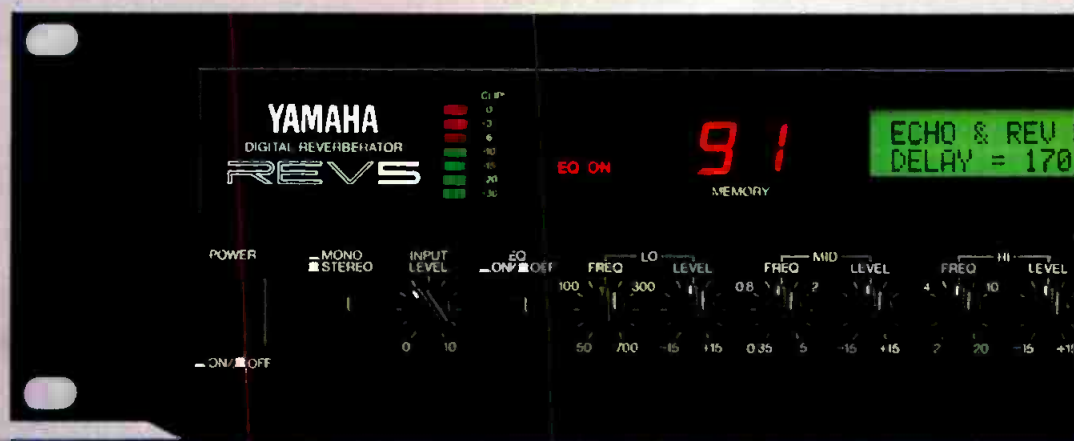 YAMAHA
DIGITAL REVERBERATOR
REV5
CLIP
0
-3
-6
-10
-15
-20
-30
EQ ON
91
MEMORY
ECHO & REV
DELAY = 170
POWER
ON/OFF
MONO
STEREO
INPUT
LEVEL
0 10
EQ
ON/OFF
LO
FREQ LEVEL
100 300
50 700 -15 +15
MID
FREQ LEVEL
0.8 2
0.35 5 -15 +15
HI
FREQ LEVEL
4 10
2 20 -15 +15